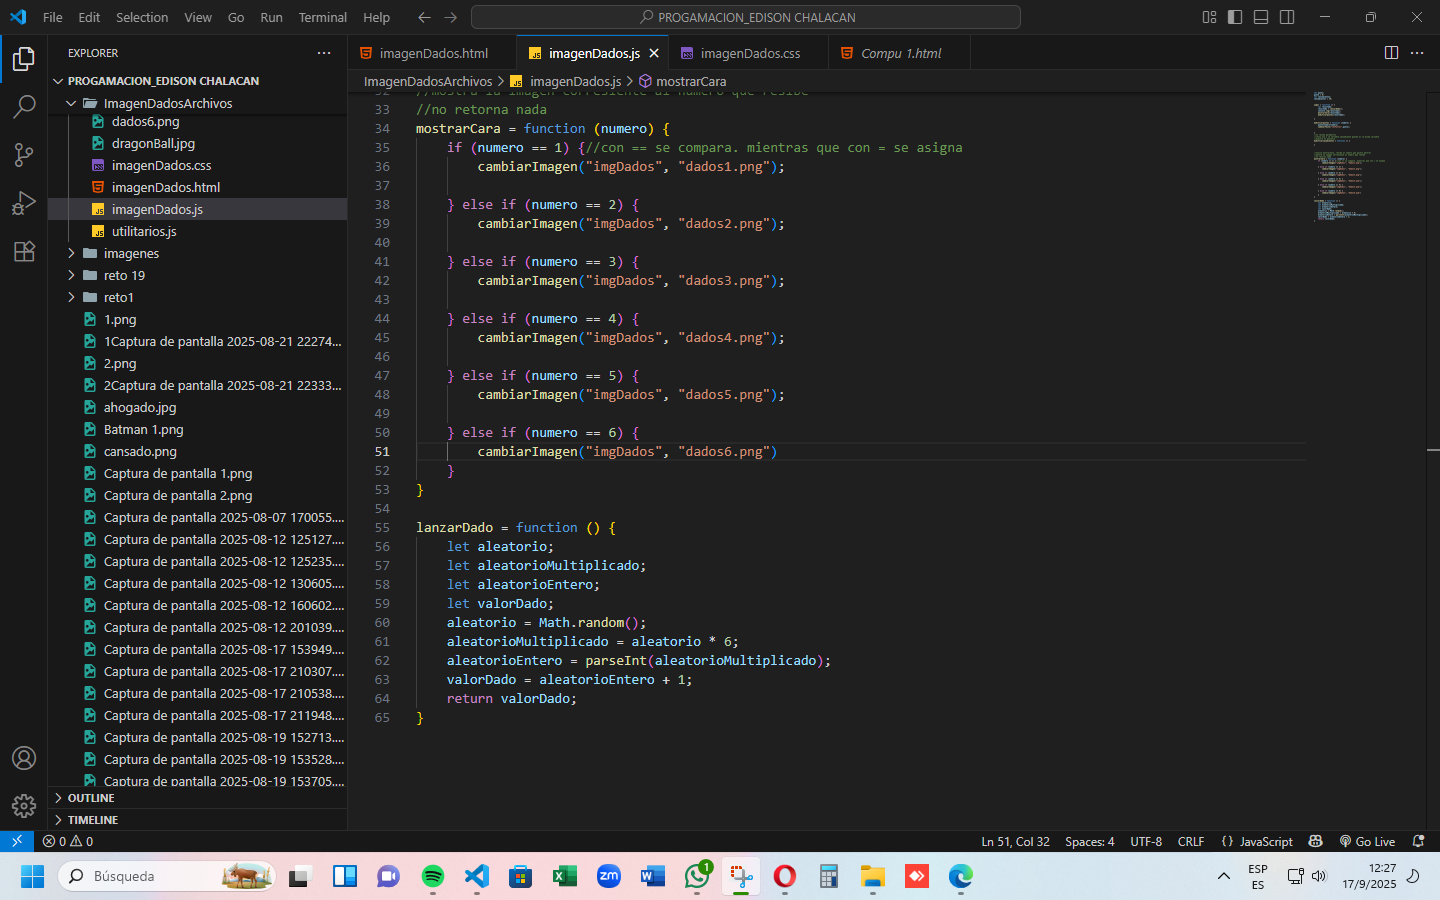 File Edit Selection View Go Run Terminal Help
PROGAMACION_EDISON CHALACAN
EXPLORER
PROGAMACION_EDISON CHALACAN
ImagenDadosArchivos
dados6.png
dragonBall.jpg
imagenDados.css
imagenDados.html
imagenDados.js
utilitarios.js
imagenes
reto 19
reto1
1.png
1Captura de pantalla 2025-08-21 22274...
2.png
2Captura de pantalla 2025-08-21 22333...
ahogado.jpg
Batman 1.png
cansado.png
Captura de pantalla 1.png
Captura de pantalla 2.png
Captura de pantalla 2025-08-07 170055....
Captura de pantalla 2025-08-12 125127....
Captura de pantalla 2025-08-12 125235....
Captura de pantalla 2025-08-12 130605....
Captura de pantalla 2025-08-12 160602....
Captura de pantalla 2025-08-12 201039....
Captura de pantalla 2025-08-17 153949....
Captura de pantalla 2025-08-17 210307....
Captura de pantalla 2025-08-17 210538....
Captura de pantalla 2025-08-17 211948....
Captura de pantalla 2025-08-19 152713....
Captura de pantalla 2025-08-19 153528....
Captura de pantalla 2025-08-19 153705....
OUTLINE
TIMELINE
imagenDados.html
JS imagenDados.js
imagenDados.css
Compu 1.html
ImagenDadosArchivos > JS imagenDados.js > mostrarCara
33 //no retorna nada
34 mostrarCara = function (numero) {
35 if (numero == 1) {//con == se compara. mientras que con = se asigna
36 cambiarImagen("imgDados", "dados1.png");
37
38 } else if (numero == 2) {
39 cambiarImagen("imgDados", "dados2.png");
40
41 } else if (numero == 3) {
42 cambiarImagen("imgDados", "dados3.png");
43
44 } else if (numero == 4) {
45 cambiarImagen("imgDados", "dados4.png");
46
47 } else if (numero == 5) {
48 cambiarImagen("imgDados", "dados5.png");
49
50 } else if (numero == 6) {
51 cambiarImagen("imgDados", "dados6.png")
52 }
53 }
54
55 lanzarDado = function () {
56 let aleatorio;
57 let aleatorioMultiplicado;
58 let aleatorioEntero;
59 let valorDado;
60 aleatorio = Math.random();
61 aleatorioMultiplicado = aleatorio * 6;
62 aleatorioEntero = parseInt(aleatorioMultiplicado);
63 valorDado = aleatorioEntero + 1;
64 return valorDado;
65 }
0 0
Ln 51, Col 32 Spaces: 4 UTF-8 CRLF {} JavaScript Go Live
Búsqueda
zm
1
ESP
ES
12:27
17/9/2025